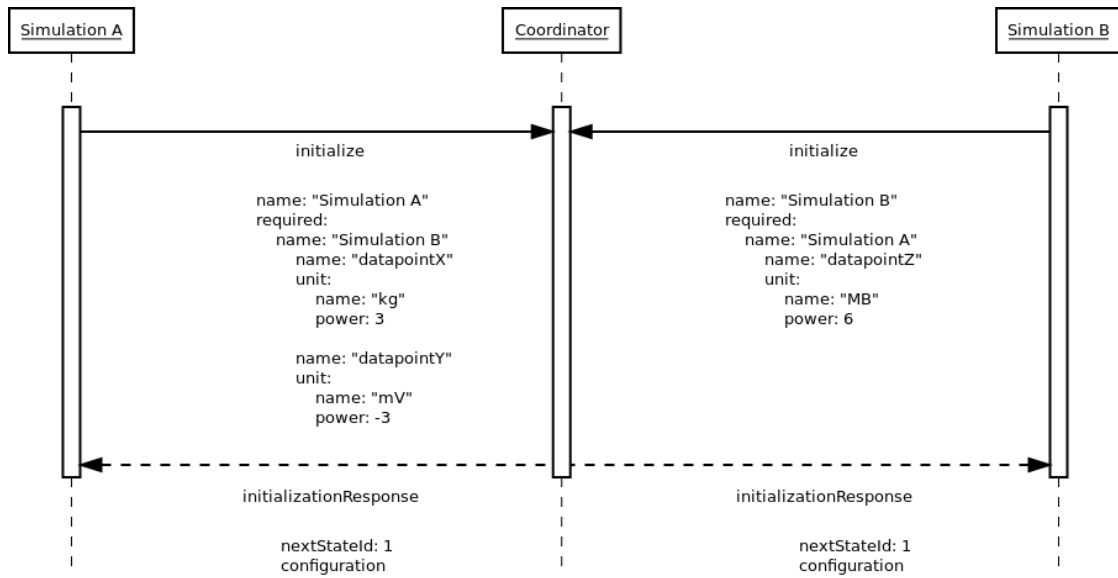 Simulation A
Coordinator
Simulation B
initialize
name: "Simulation A"
required:
name: "Simulation B"
name: "datapointX"
unit:
name: "kg"
power: 3
name: "datapointY"
unit:
name: "mV"
power: -3
initialize
name: "Simulation B"
required:
name: "Simulation A"
name: "datapointZ"
unit:
name: "MB"
power: 6
initializationResponse
nextStateId: 1
configuration
initializationResponse
nextStateId: 1
configuration